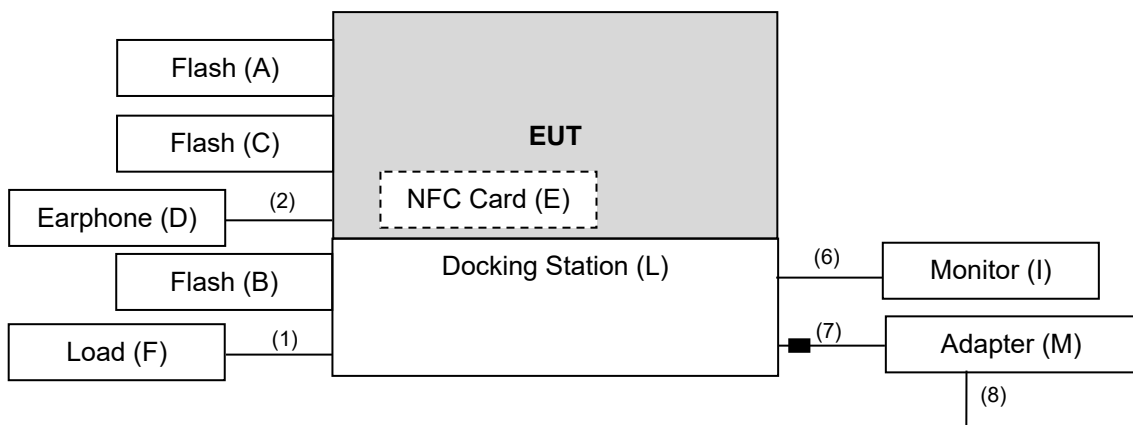 Flash (A)
Flash (C)
EUT
NFC Card (E)
Earphone (D)
(2)
Docking Station (L)
Flash (B)
(6)
Monitor (I)
Load (F)
(1)
(7)
Adapter (M)
(8)